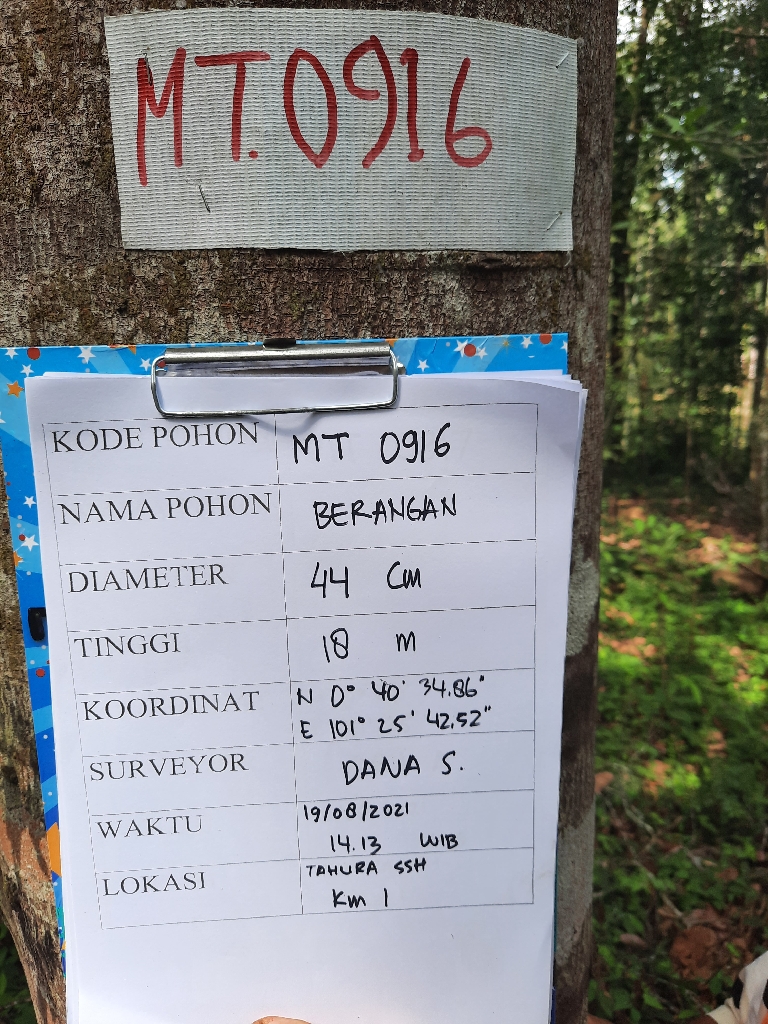 MT.0916
KODE POHON MT 0916
NAMA POHON BERANGAN
DIAMETER 44 Cm
TINGGI 18 m
KOORDINAT N 0° 40' 34.86"
E 101° 25' 42.52"
SURVEYOR DANA S.
WAKTU 19/08/2021
14.13 WIB
LOKASI TAHURA SSH
Km 1